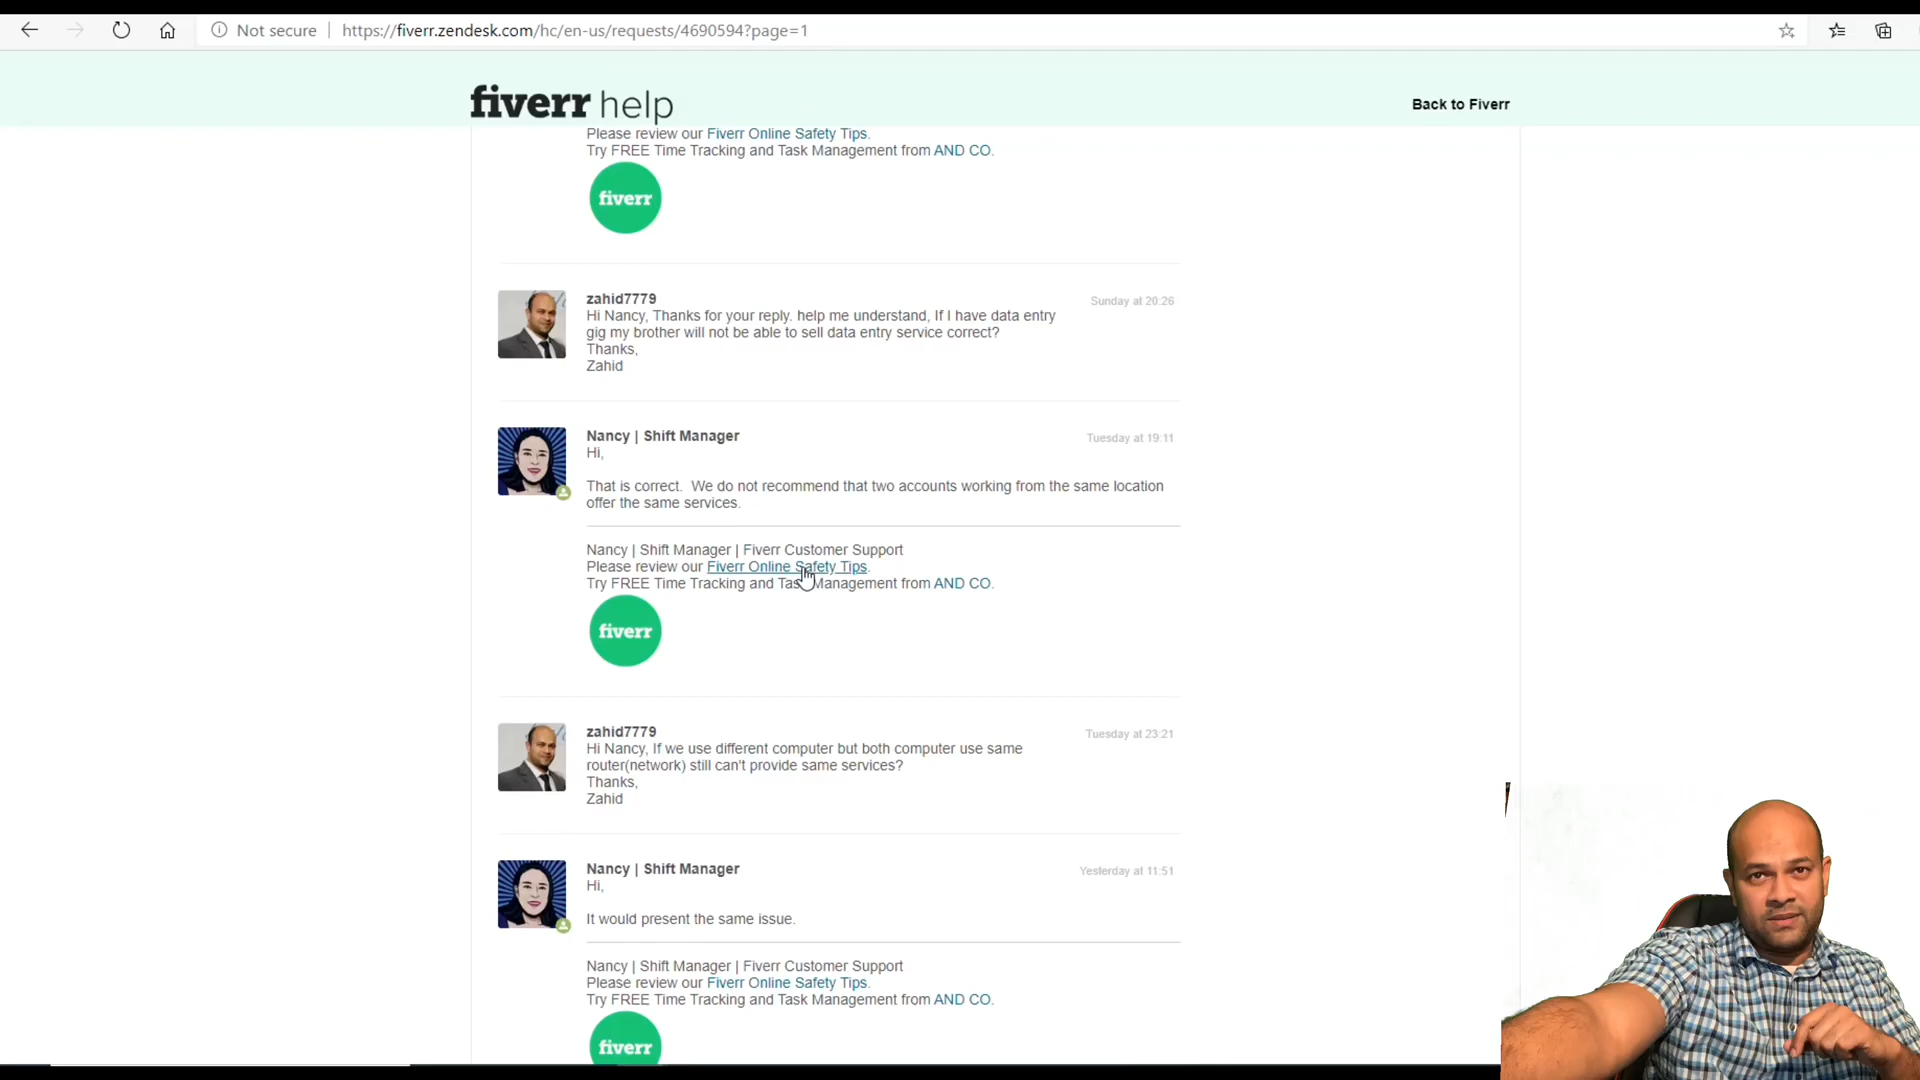 Not secure
https://fiverr.zendesk.com/hc/en-us/requests/4690594?page=1
fiverr help
Back to Fiverr
Please review our Fiverr Online Safety Tips.
Try FREE Time Tracking and Task Management from AND CO.
fiverr
zahid7779
Sunday at 20:26
Hi Nancy, Thanks for your reply. help me understand, If I have data entry
gig my brother will not be able to sell data entry service correct?
Thanks,
Zahid
Nancy | Shift Manager
Tuesday at 19:11
Hi,
That is correct.  We do not recommend that two accounts working from the same location
offer the same services.
Nancy | Shift Manager | Fiverr Customer Support
Please review our Fiverr Online Safety Tips.
Try FREE Time Tracking and Task Management from AND CO.
fiverr
zahid7779
Tuesday at 23:21
Hi Nancy, If we use different computer but both computer use same
router(network) still can't provide same services?
Thanks,
Zahid
Nancy | Shift Manager
Yesterday at 11:51
Hi,
It would present the same issue.
Nancy | Shift Manager | Fiverr Customer Support
Please review our Fiverr Online Safety Tips.
Try FREE Time Tracking and Task Management from AND CO.
fiverr